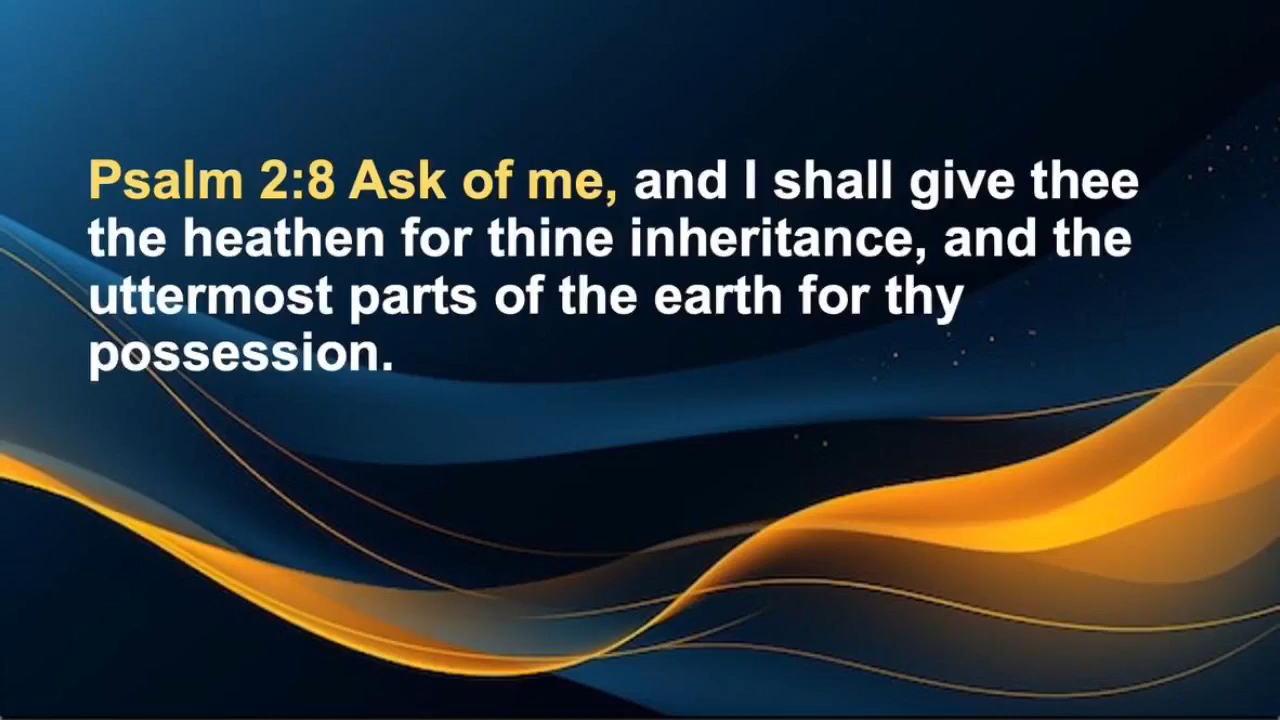 Psalm 2:8 Ask of me, and I shall give thee
the heathen for thine inheritance, and the
uttermost parts of the earth for thy
possession.